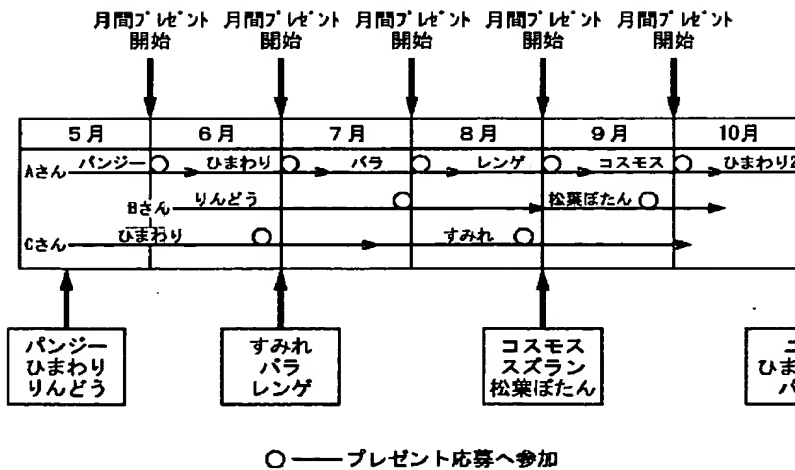 月間プレゼント 月間プレゼント 月間プレゼント 月間プレゼント 月間プレゼント
開始 開始 開始 開始 開始
5月 6月 7月 8月 9月 10月
Aさん パンジー ひまわり バラ レンゲ コスモス ひまわり2
Bさん りんどう 松葉ぼたん
Cさん ひまわり すみれ
パンジー
ひまわり
りんどう
すみれ
バラ
レンゲ
コスモス
スズラン
松葉ぼたん
ひま
○——プレゼント応募へ参加